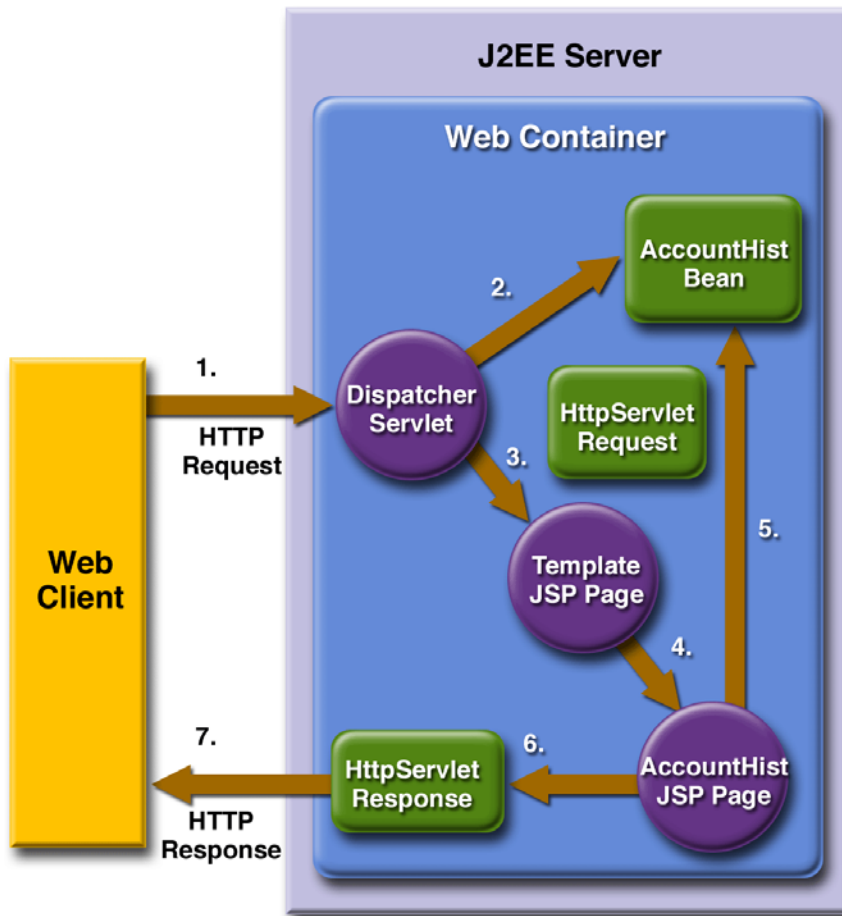 J2EE Server
Web Container
AccountHist
Bean
2.
1.
Dispatcher
Servlet
HttpServlet
Request
HTTP
Request
3.
5.
Web
Client
Template
JSP Page
4.
7.
6.
HttpServlet
Response
AccountHist
JSP Page
HTTP
Response